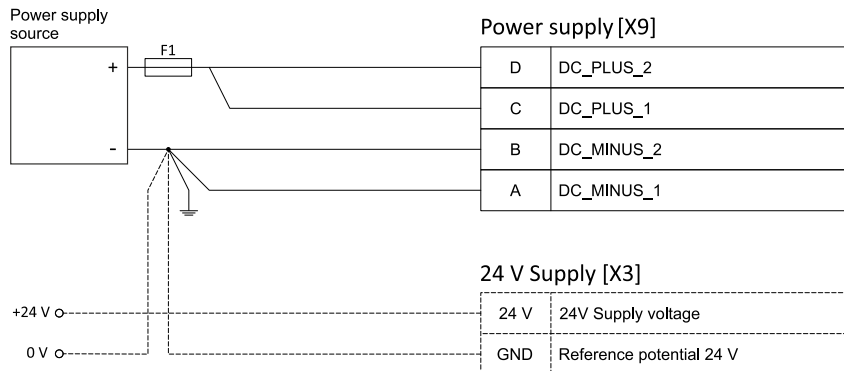 Power supply
source
Power supply [X9]
F1
+
D DC_PLUS_2
C DC_PLUS_1
-
B DC_MINUS_2
A DC_MINUS_1
24 V Supply [X3]
+24 V
24 V 24V Supply voltage
0 V
GND Reference potential 24 V